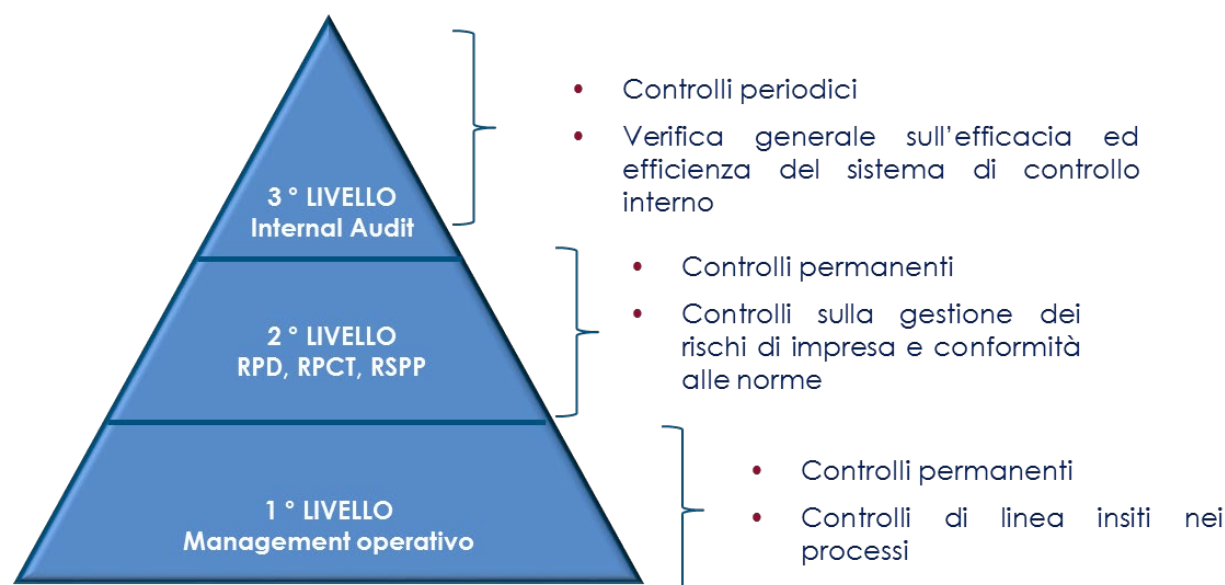 • Controlli periodici
• Verifica generale sull'efficacia ed
efficienza del sistema di controllo
interno
3 ° LIVELLO
Internal Audit
• Controlli permanenti
• Controlli sulla gestione dei
rischi di impresa e conformità
alle norme
2 ° LIVELLO
RPD, RPCT, RSPP
• Controlli permanenti
• Controlli di linea insiti nei
processi
1 ° LIVELLO
Management operativo